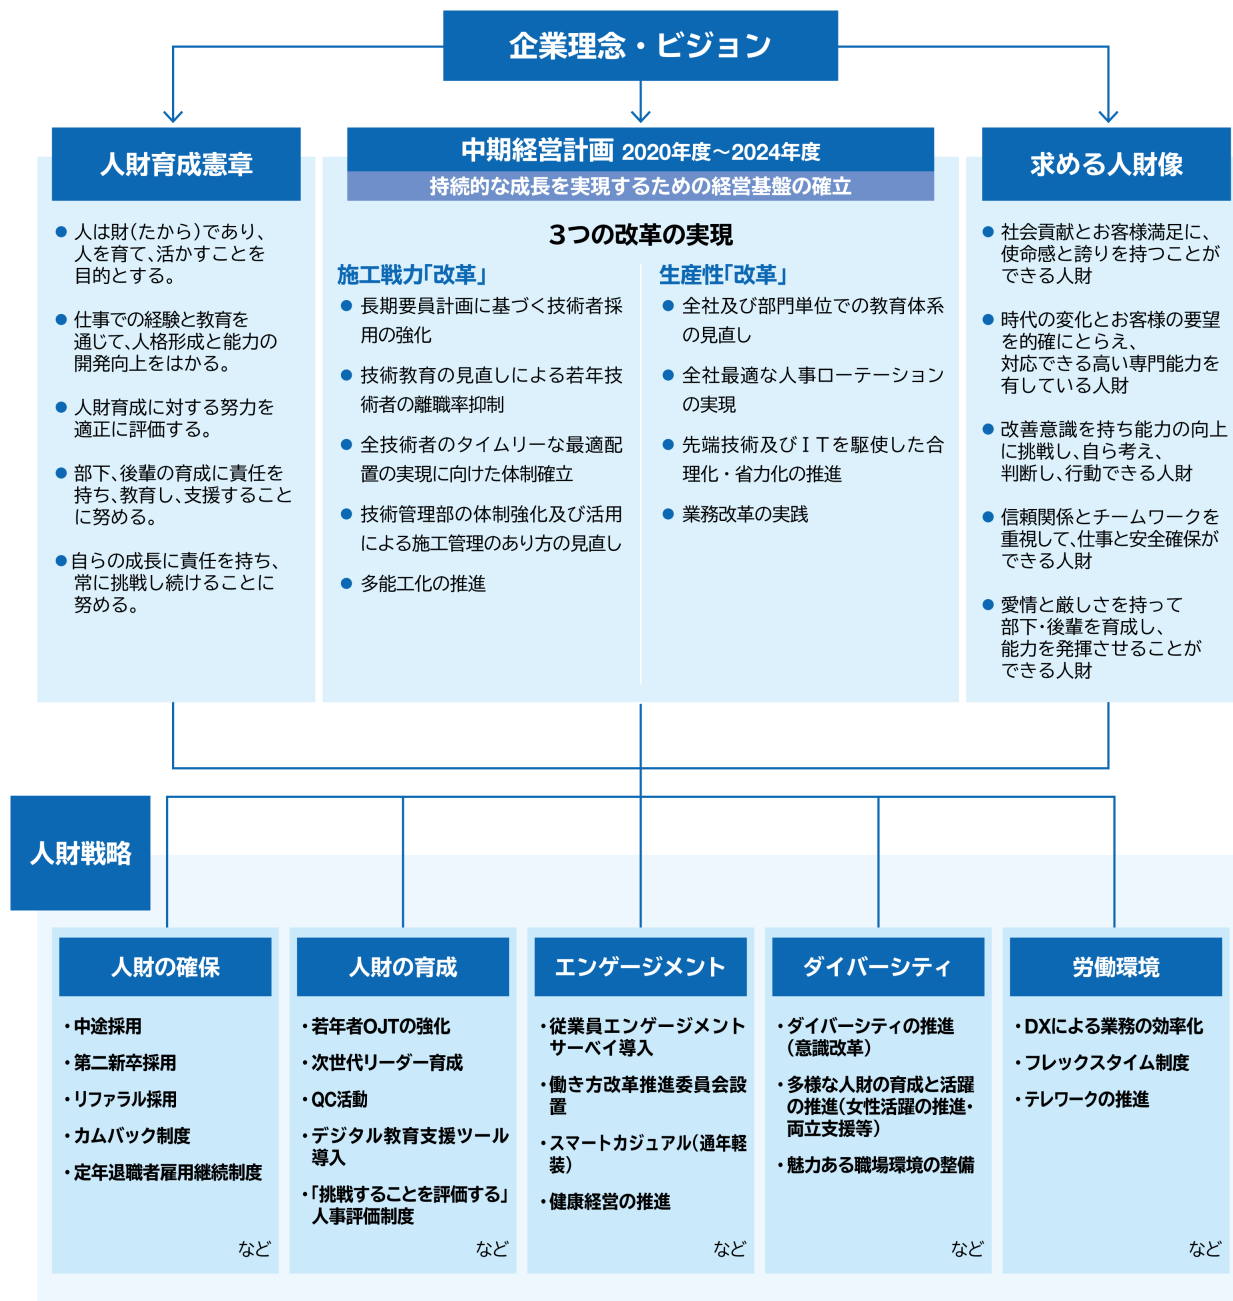 企業理念・ビジョン
人財育成憲章
● 人は財(たから)であり、
人を育て、活かすことを
目的とする。
● 仕事での経験と教育を
通じて、人格形成と能力の
開発向上をはかる。
● 人財育成に対する努力を
適正に評価する。
● 部下、後輩の育成に責任を
持ち、教育し、支援すること
に努める。
●自らの成長に責任を持ち、
常に挑戦し続けることに
努める。
中期経営計画 2020年度~2024年度
持続的な成長を実現するための経営基盤の確立
3つの改革の実現
施工戦力「改革」
● 長期要員計画に基づく技術者採
用の強化
● 技術教育の見直しによる若年技
術者の離職率抑制
● 全技術者のタイムリーな最適配
置の実現に向けた体制確立
● 技術管理部の体制強化及び活用
による施工管理のあり方の見直し
● 多能工化の推進
生産性「改革」
● 全社及び部門単位での教育体系
の見直し
● 全社最適な人事ローテーション
の実現
● 先端技術及びITを駆使した合
理化・省力化の推進
● 業務改革の実践
求める人財像
● 社会貢献とお客様満足に、
使命感と誇りを持つことが
できる人財
● 時代の変化とお客様の要望
を的確にとらえ、
対応できる高い専門能力を
有している人財
● 改善意識を持ち能力の向上
に挑戦し、自ら考え、
判断し、行動できる人財
● 信頼関係とチームワークを
重視して、仕事と安全確保が
できる人財
● 愛情と厳しさを持って
部下・後輩を育成し、
能力を発揮させることが
できる人財
人財戦略
人財の確保
・中途採用
・第二新卒採用
・リファラル採用
・カムバック制度
・定年退職者雇用継続制度
など
人財の育成
・若年者OJTの強化
・次世代リーダー育成
・QC活動
・デジタル教育支援ツール
導入
・「挑戦することを評価する」
人事評価制度
など
エンゲージメント
・従業員エンゲージメント
サーベイ導入
・働き方改革推進委員会設
置
・スマートカジュアル(通年軽
装)
・健康経営の推進
など
ダイバーシティ
・ダイバーシティの推進
(意識改革)
・多様な人財の育成と活躍
の推進(女性活躍の推進・
両立支援等)
・魅力ある職場環境の整備
など
労働環境
・DXによる業務の効率化
・フレックスタイム制度
・テレワークの推進
など